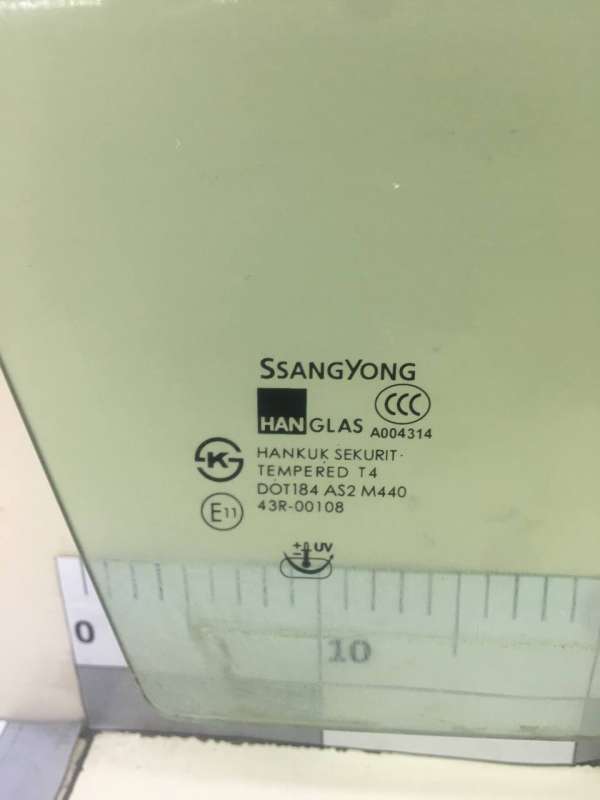 SSANGYONG
HANGLAS
CCC
A004314
K
HANKUK SEKURIT·
TEMPERED T4
DOT184 AS2 M440
E11
43R-00108
± UV
0
10